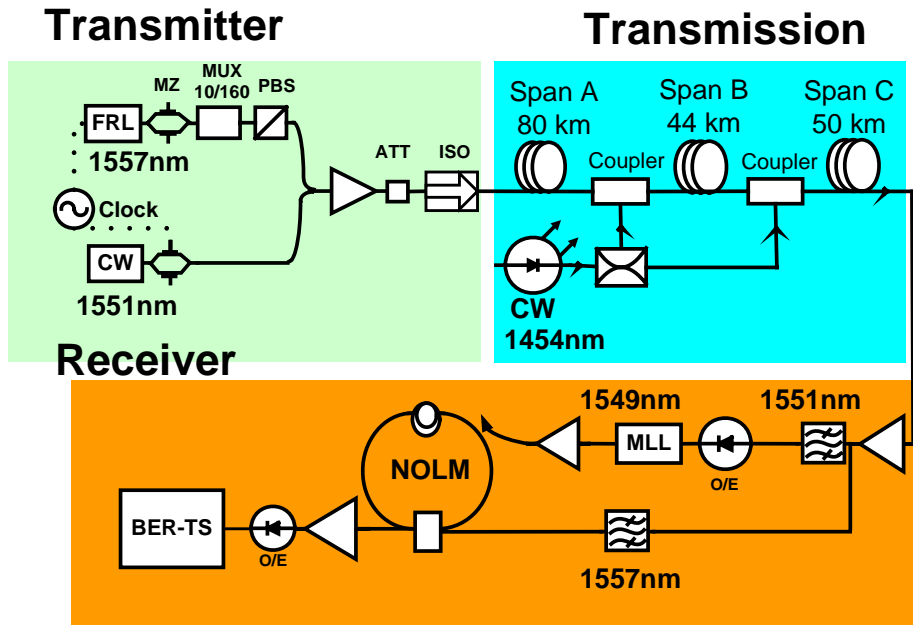 Transmitter
Transmission
MZ
MUX
10/160
PBS
FRL
1557nm
Clock
CW
1551nm
ATT
ISO
Span A
80 km
Span B
44 km
Span C
50 km
Coupler
Coupler
CW
1454nm
Receiver
1549nm
1551nm
MLL
O/E
NOLM
BER-TS
O/E
1557nm